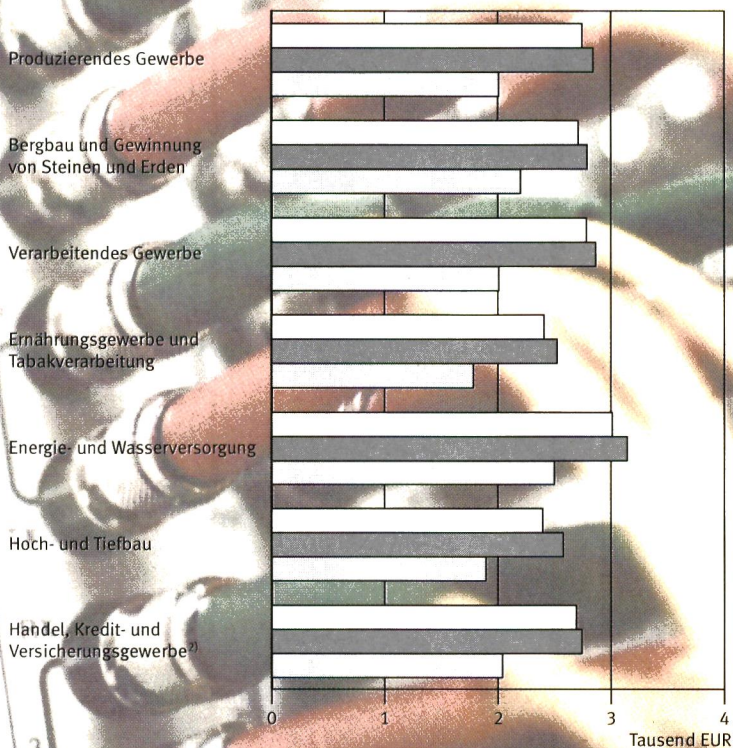 Produzierendes Gewerbe
Bergbau und Gewinnung
von Steinen und Erden
Verarbeitendes Gewerbe
Ernährungsgewerbe und
Tabakverarbeitung
Energie- und Wasserversorgung
Hoch- und Tiefbau
Handel, Kredit- und
Versicherungsgewerbe²⁾
0 1 2 3 4
Tausend EUR